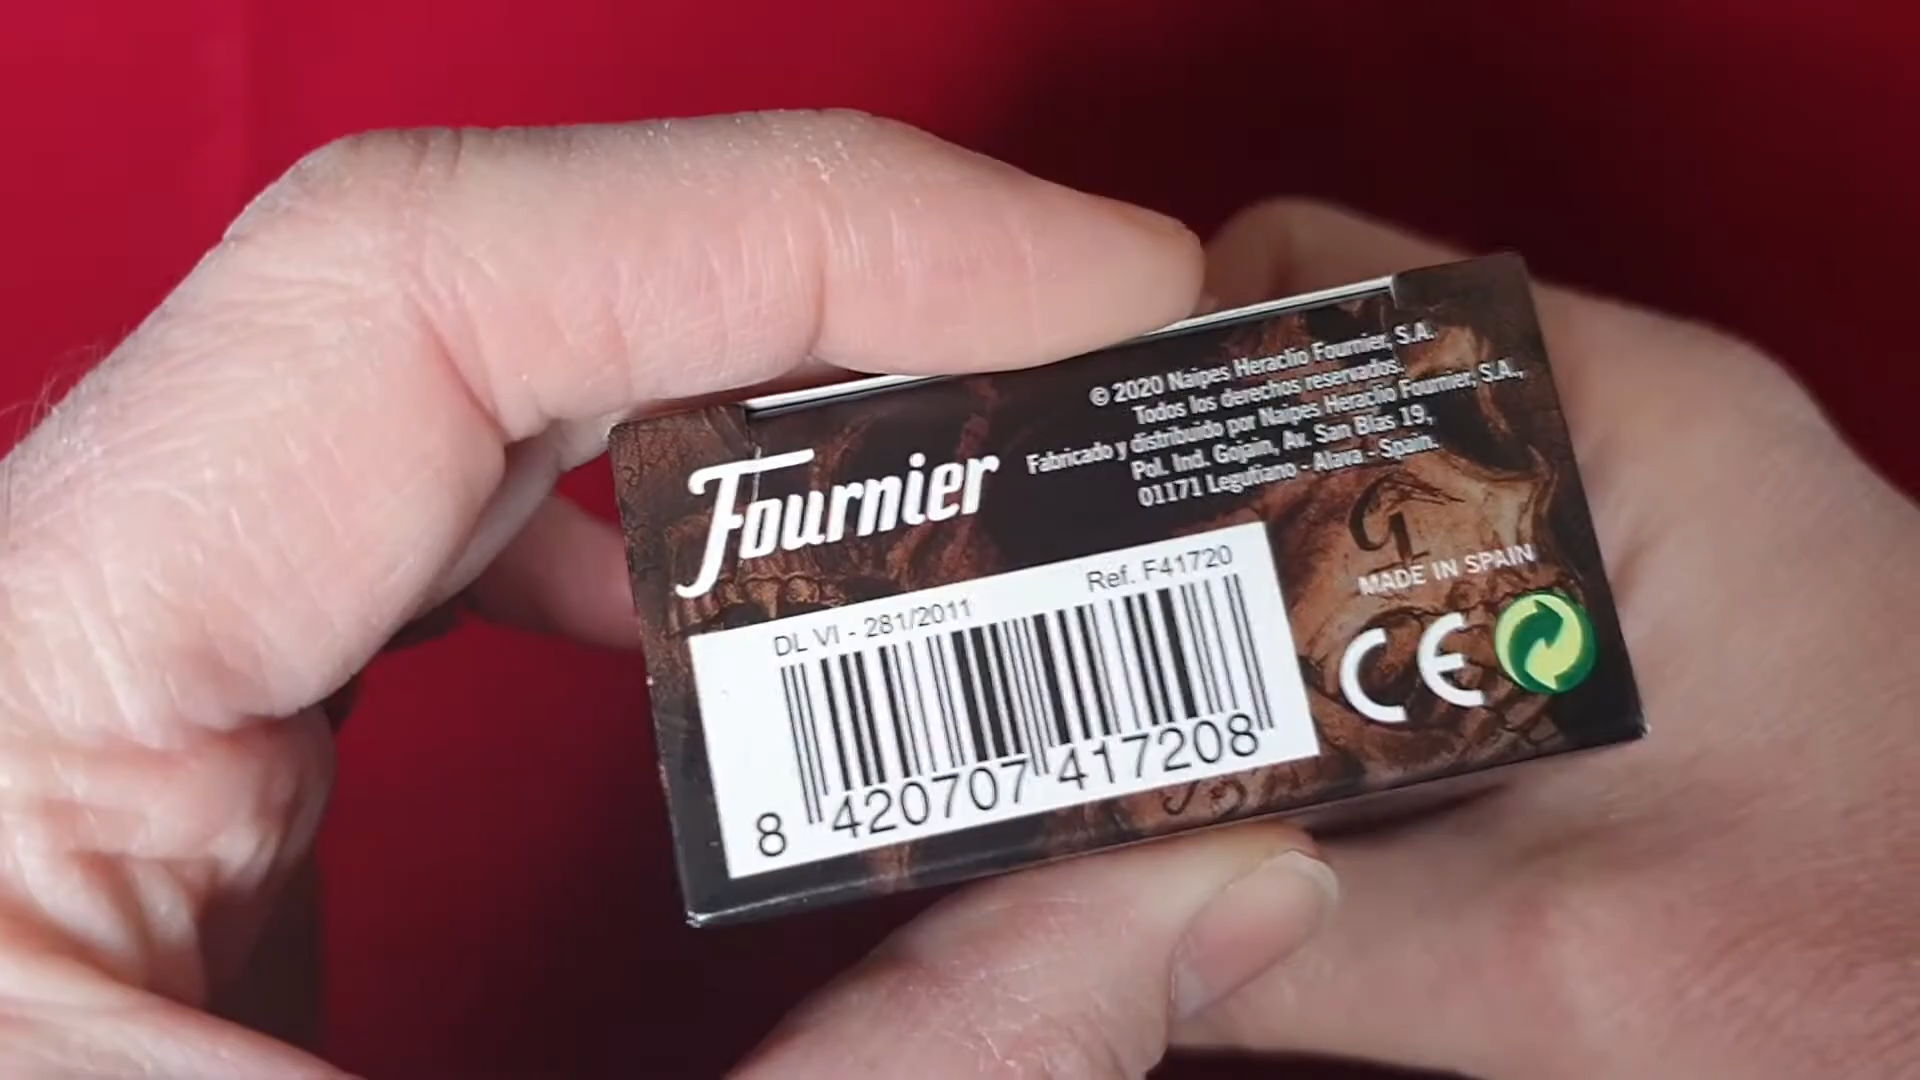 Fournier
© 2020 Naipes Heraclio Fournier, S.A.
Todos los derechos reservados.
Fabricado y distribuido por Naipes Heraclio Fournier, S.A.,
Pol. Ind. Gojain, Av. San Blas 19,
01171 Legutiano - Alava - Spain.
DL VI - 281/2011
Ref. F41720
8 420707 417208
MADE IN SPAIN
CE